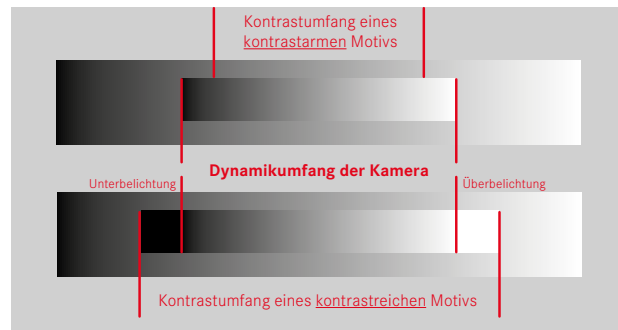 Kontrastumfang eines
kontrastarmen Motivs
Dynamikumfang der Kamera
Unterbelichtung
Überbelichtung
Kontrastumfang eines kontrastreichen Motivs